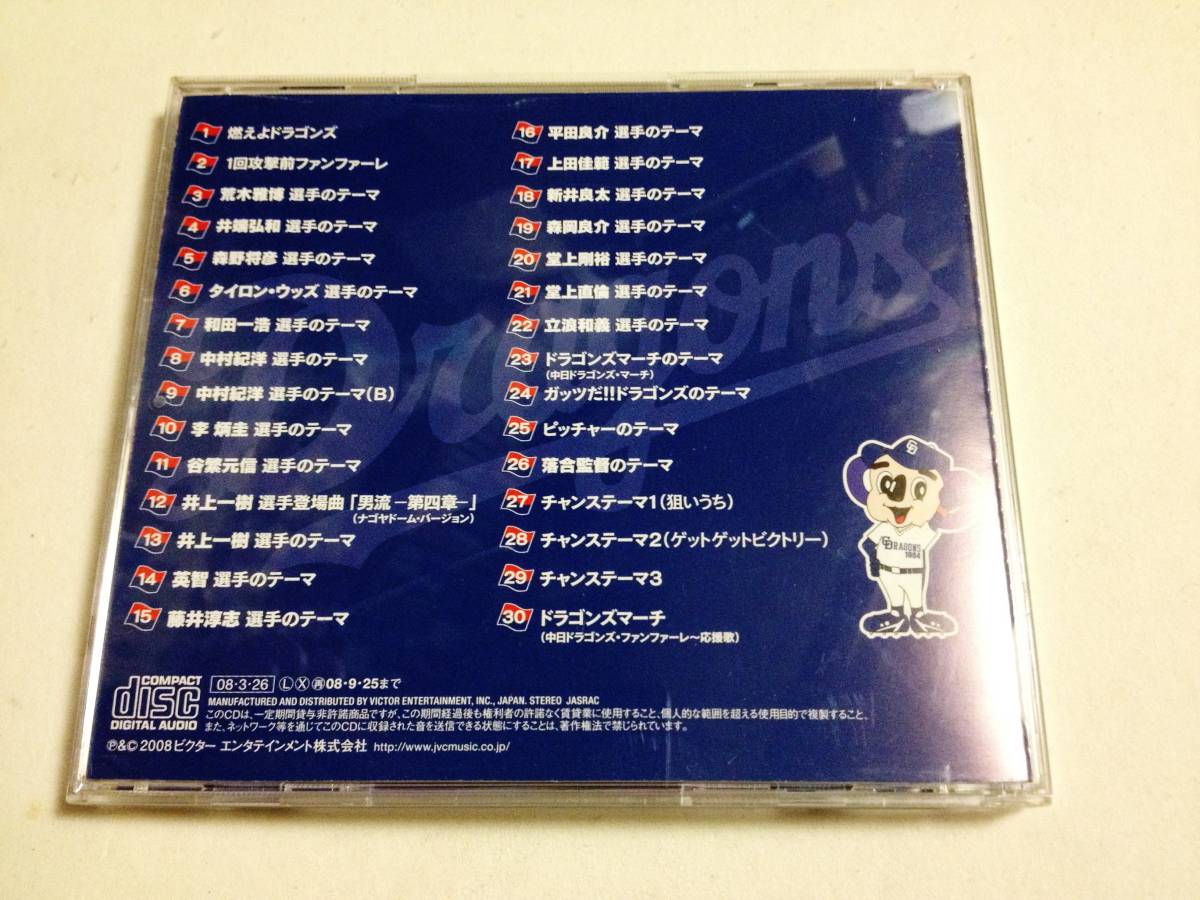 1 燃えよドラゴンズ
2 1回攻撃前ファンファーレ
3 荒木雅博 選手のテーマ
4 井端弘和 選手のテーマ
5 森野将彦 選手のテーマ
6 タイロン・ウッズ 選手のテーマ
7 和田一浩 選手のテーマ
8 中村紀洋 選手のテーマ
9 中村紀洋 選手のテーマ(B)
10 李 炳圭 選手のテーマ
11 谷繁元信 選手のテーマ
12 井上一樹 選手登場曲「男流 ―第四章―」
(ナゴヤドーム・バージョン)
13 井上一樹 選手のテーマ
14 英智 選手のテーマ
15 藤井淳志 選手のテーマ
16 平田良介 選手のテーマ
17 上田佳範 選手のテーマ
18 新井良太 選手のテーマ
19 森岡良介 選手のテーマ
20 堂上剛裕 選手のテーマ
21 堂上直倫 選手のテーマ
22 立浪和義 選手のテーマ
23 ドラゴンズマーチのテーマ
(中日ドラゴンズ・マーチ)
24 ガッツだ!!ドラゴンズのテーマ
25 ピッチャーのテーマ
26 落合監督のテーマ
27 チャンステーマ1(狙いうち)
28 チャンステーマ2(ゲットゲットビクトリー)
29 チャンステーマ3
30 ドラゴンズマーチ
(中日ドラゴンズ・ファンファーレ~応援歌)
Dragons
CD
DRAGONS
1984
COMPACT
disc
DIGITAL AUDIO
08・3・26 Ⓛ Ⓧ ㊢08・9・25まで
MANUFACTURED AND DISTRIBUTED BY VICTOR ENTERTAINMENT, INC., JAPAN. STEREO JASRAC
このCDは、一定期間貸与非許諾商品ですが、この期間経過後も権利者の許諾なく賃貸業に使用すること、個人的な範囲を超える使用目的で複製すること、
また、ネットワーク等を通じてこのCDに収録された音を送信できる状態にすることは、著作権法で禁じられています。
Ⓟ&©2008ビクター エンタテインメント株式会社 http://www.jvcmusic.co.jp/